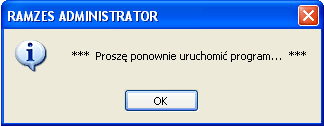 RAMZES ADMINISTRATOR
*** Proszę ponownie uruchomić program... ***
OK